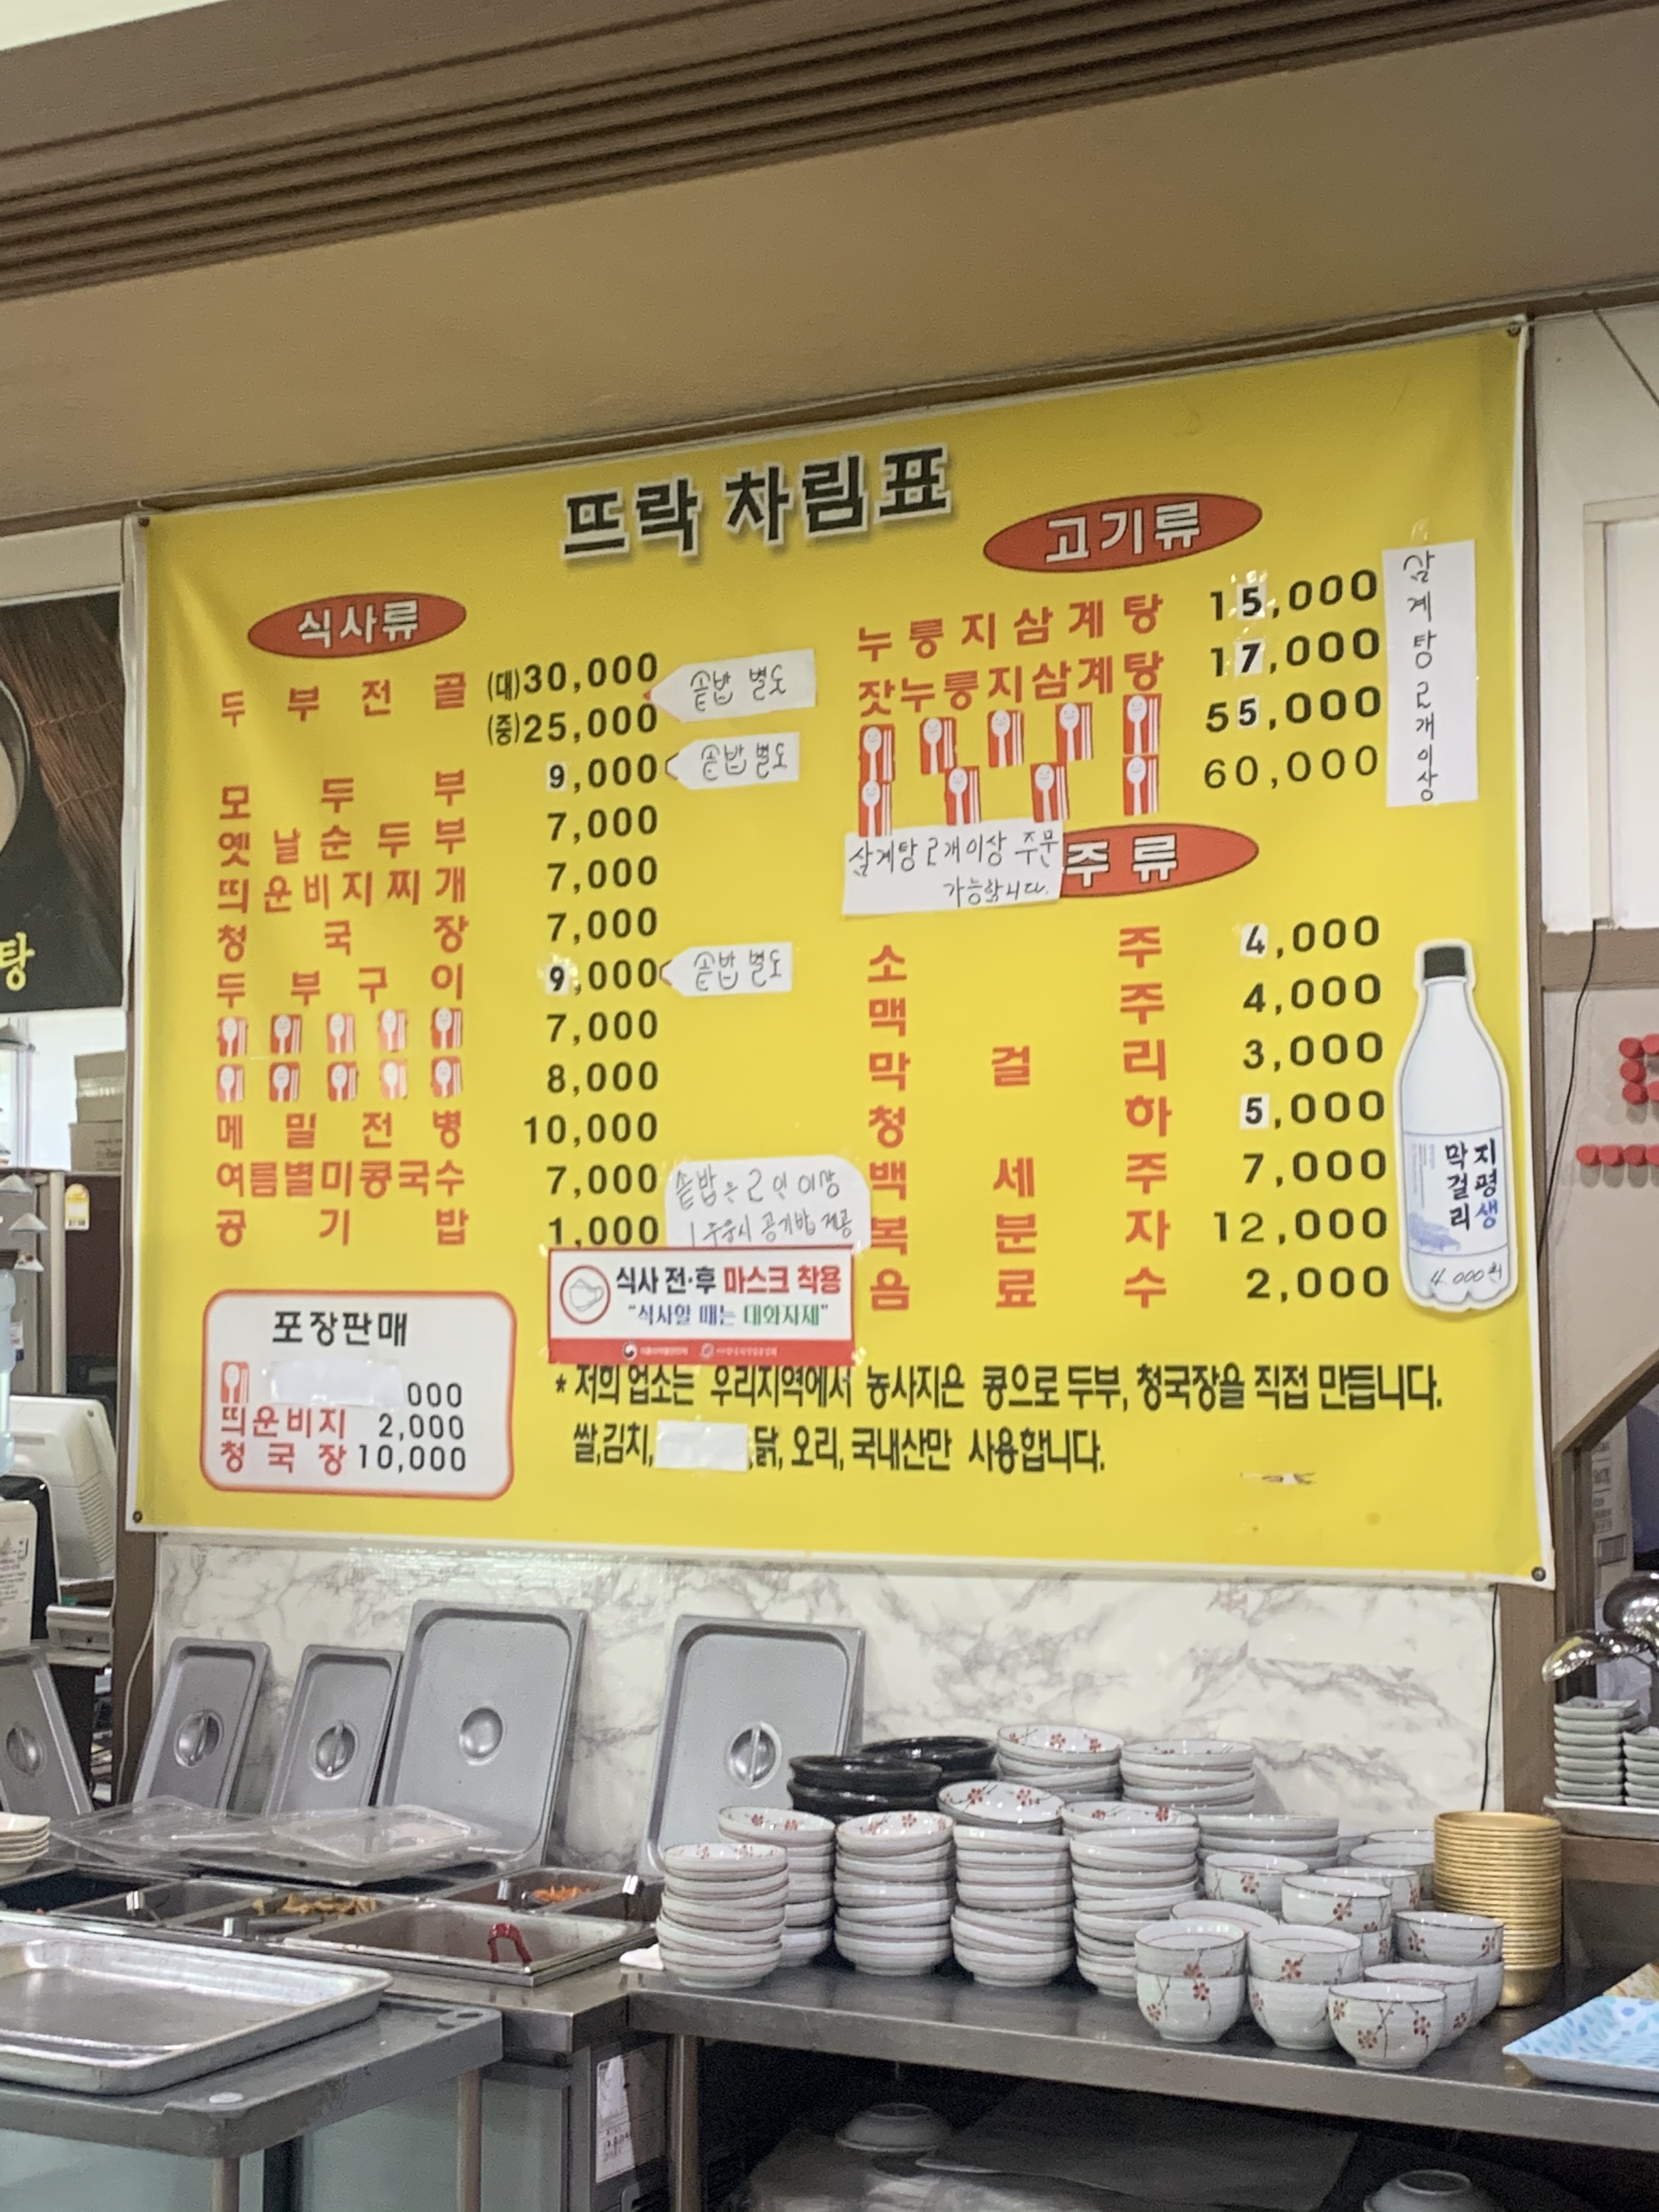 뜨락 차림표
식사류
두부전골 (대)30,000 솥밥 별도
(중)25,000
모두부 9,000 솥밥 별도
옛날순두부 7,000
띄운비지찌개 7,000
청국장 7,000
두부구이 9,000 솥밥 별도
7,000
8,000
메밀전병 10,000
여름별미콩국수 7,000
공기밥 1,000
솥밥은 2인 이상
공기밥 제공
고기류
누룽지삼계탕 15,000
잣누룽지삼계탕 17,000
55,000
60,000
삼계탕 2개이상
삼계탕 2개이상 주문
가능합니다.
주류
소주 4,000
맥주 4,000
막걸리 3,000
청하 5,000
백세주 7,000
복분자 12,000
음료수 2,000
지평생
막걸리
4.000원
식사 전·후 마스크 착용
"식사할 때는 대화자제"
포장판매
000
띄운비지 2,000
청국장 10,000
* 저희 업소는 우리지역에서 농사지은 콩으로 두부, 청국장을 직접 만듭니다.
쌀,김치, 닭, 오리, 국내산만 사용합니다.
탕